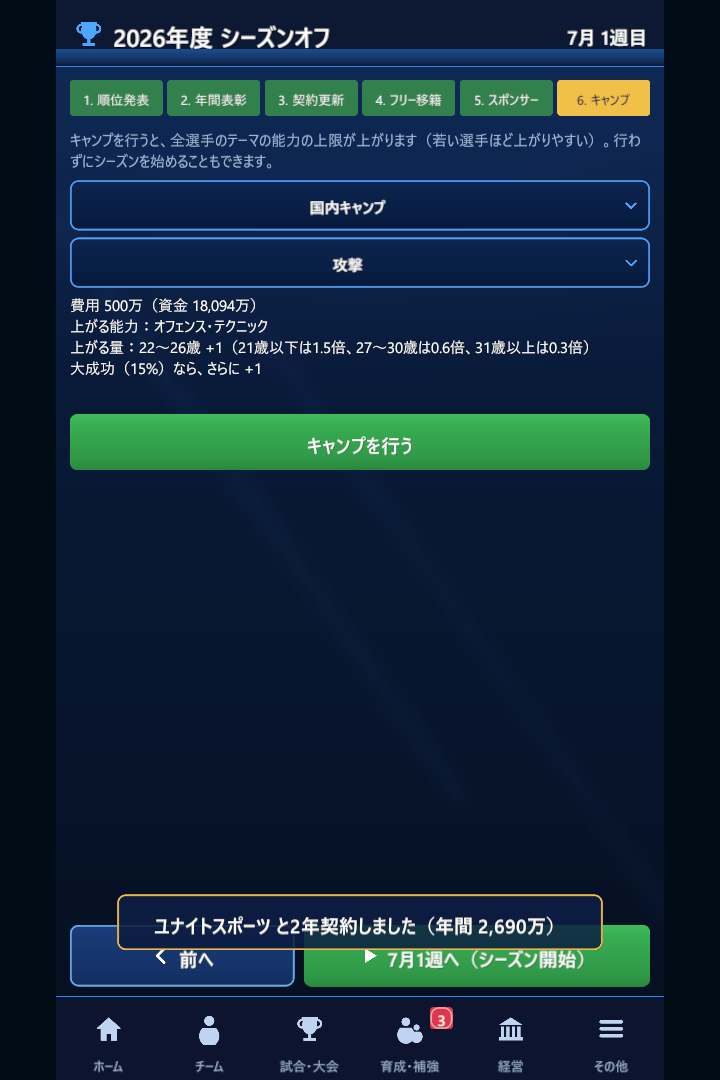 2026年度 シーズンオフ
7月 1週目
1. 順位発表
2. 年間表彰
3. 契約更新
4. フリー移籍
5. スポンサー
6. キャンプ
キャンプを行うと、全選手のテーマの能力の上限が上がります（若い選手ほど上がりやすい）。行わ
ずにシーズンを始めることもできます。
国内キャンプ
攻撃
費用 500万（資金 18,094万）
上がる能力：オフェンス・テクニック
上がる量：22～26歳 +1（21歳以下は1.5倍、27～30歳は0.6倍、31歳以上は0.3倍）
大成功（15%）なら、さらに +1
キャンプを行う
ユナイトスポーツ と2年契約しました（年間 2,690万）
前へ
7月1週へ（シーズン開始）
3
ホーム
チーム
試合・大会
育成・補強
経営
その他